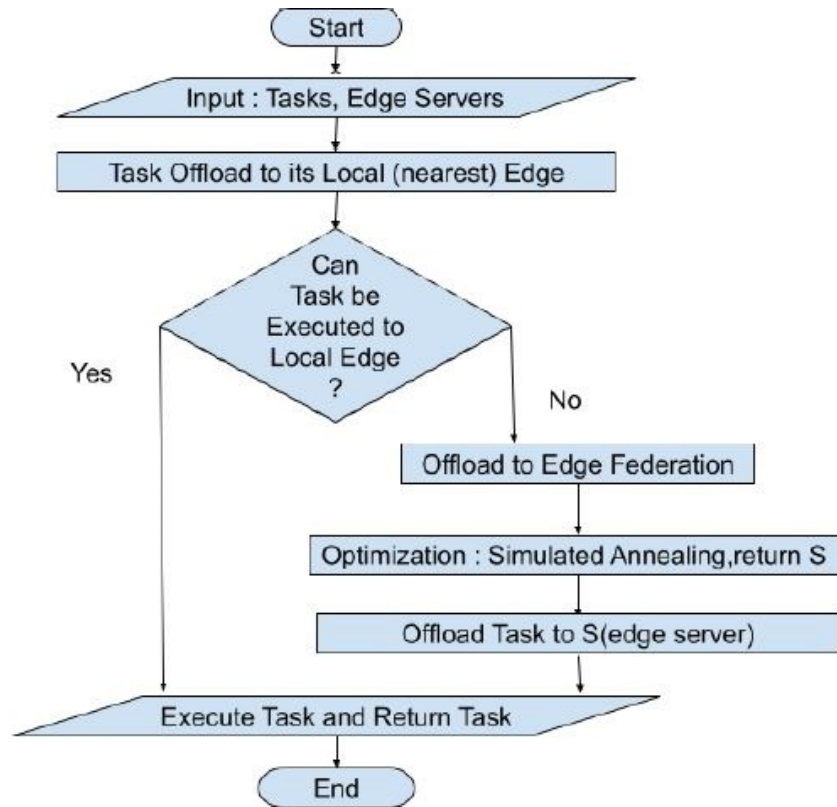 Start
Input : Tasks, Edge Servers
Task Offload to its Local (nearest) Edge
Can
Task be
Executed to
Local Edge
?
Yes
No
Offload to Edge Federation
Optimization : Simulated Annealing,return S
Offload Task to S(edge server)
Execute Task and Return Task
End